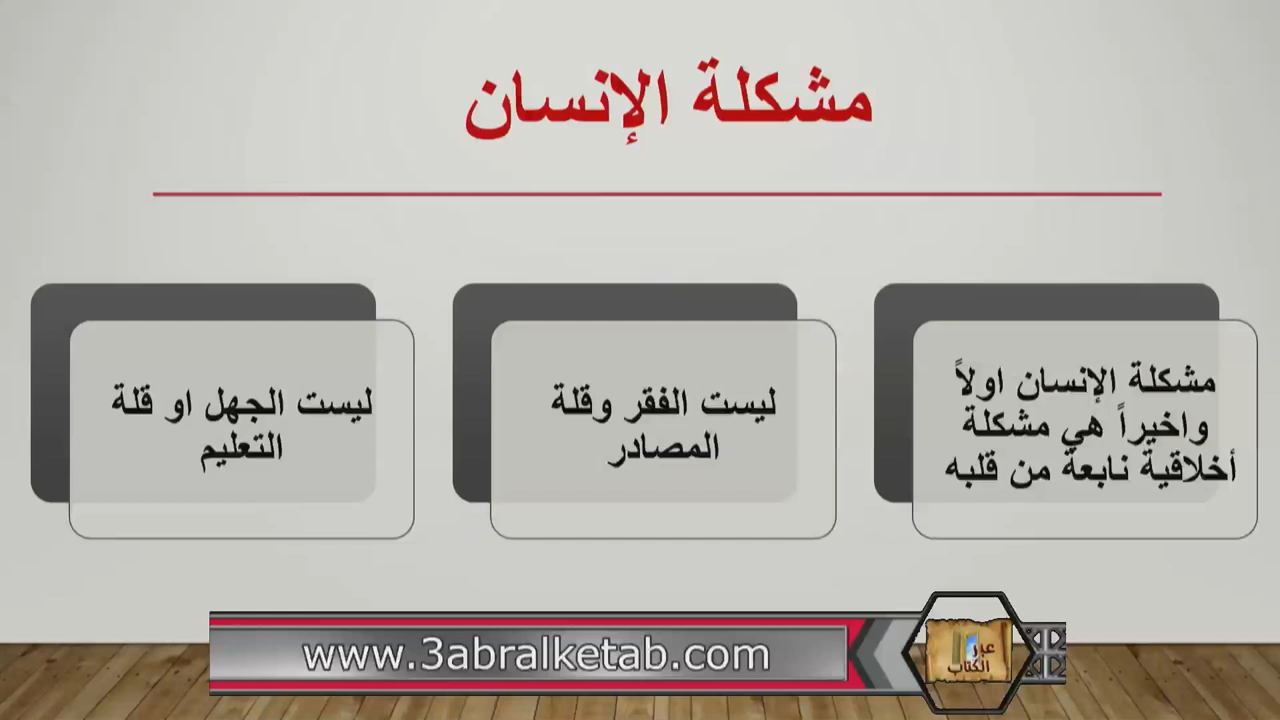 مشكلة الإنسان
مشكلة الإنسان اولاً
واخيراً هي مشكلة
أخلاقية نابعة من قلبه
ليست الفقر وقلة
المصادر
ليست الجهل او قلة
التعليم
www.3abralketab.com
عبر
الكتاب